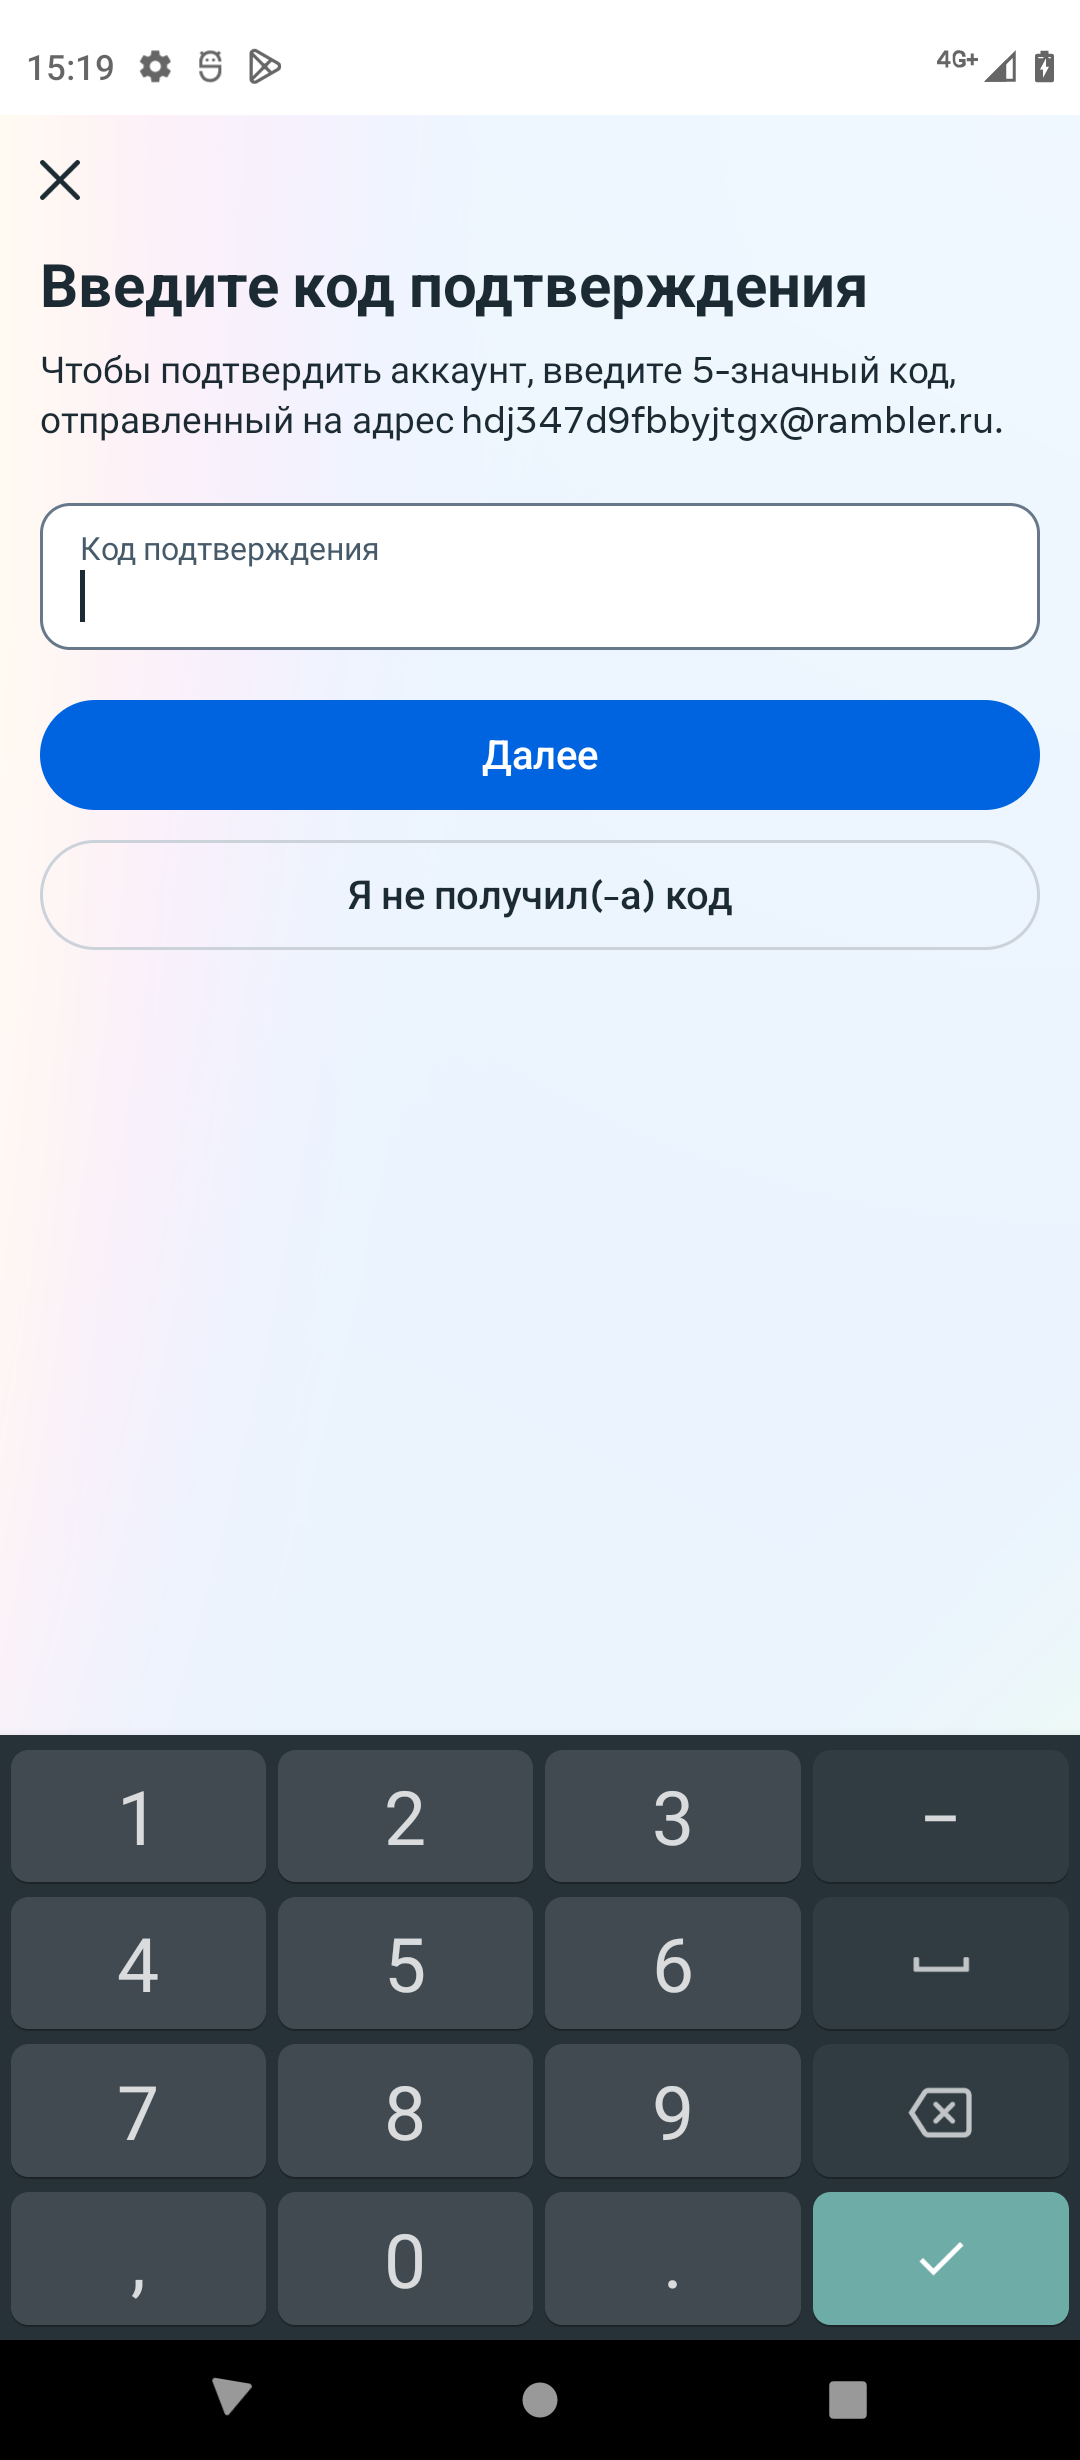 15:19
4G+
Введите код подтверждения
Чтобы подтвердить аккаунт, введите 5-значный код,
отправленный на адрес hdj347d9fbbyjtgx@rambler.ru.
Код подтверждения
Далее
Я не получил(-а) код
1 2 3 –
4 5 6
7 8 9
, 0 .